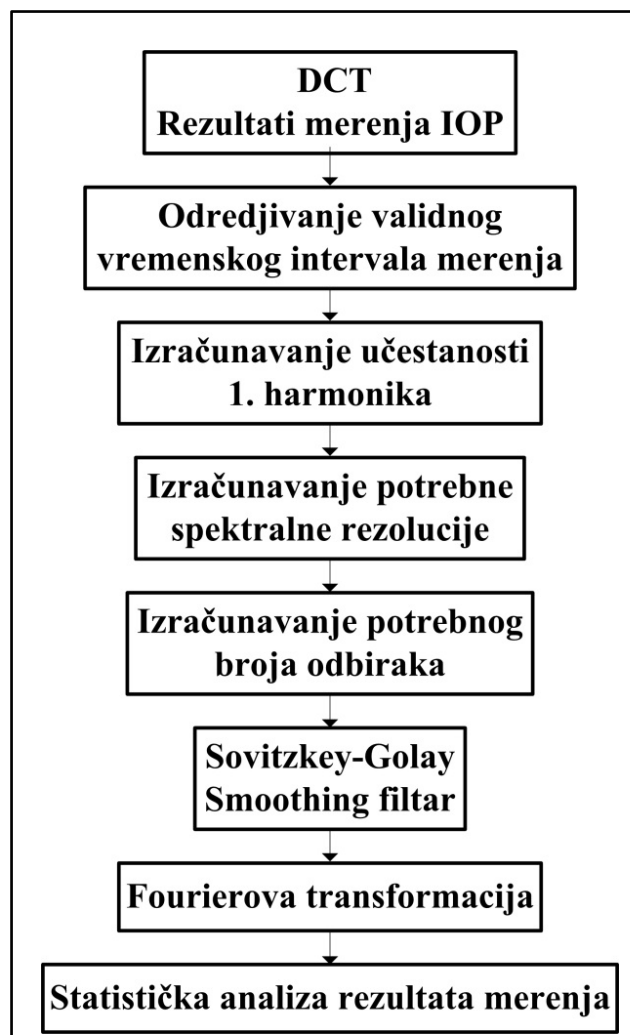 DCT
Rezultati merenja IOP
Odredjivanje validnog
vremenskog intervala merenja
Izračunavanje učestanosti
1. harmonika
Izračunavanje potrebne
spektralne rezolucije
Izračunavanje potrebnog
broja odbiraka
Sovitzkey-Golay
Smoothing filtar
Fourierova transformacija
Statistička analiza rezultata merenja